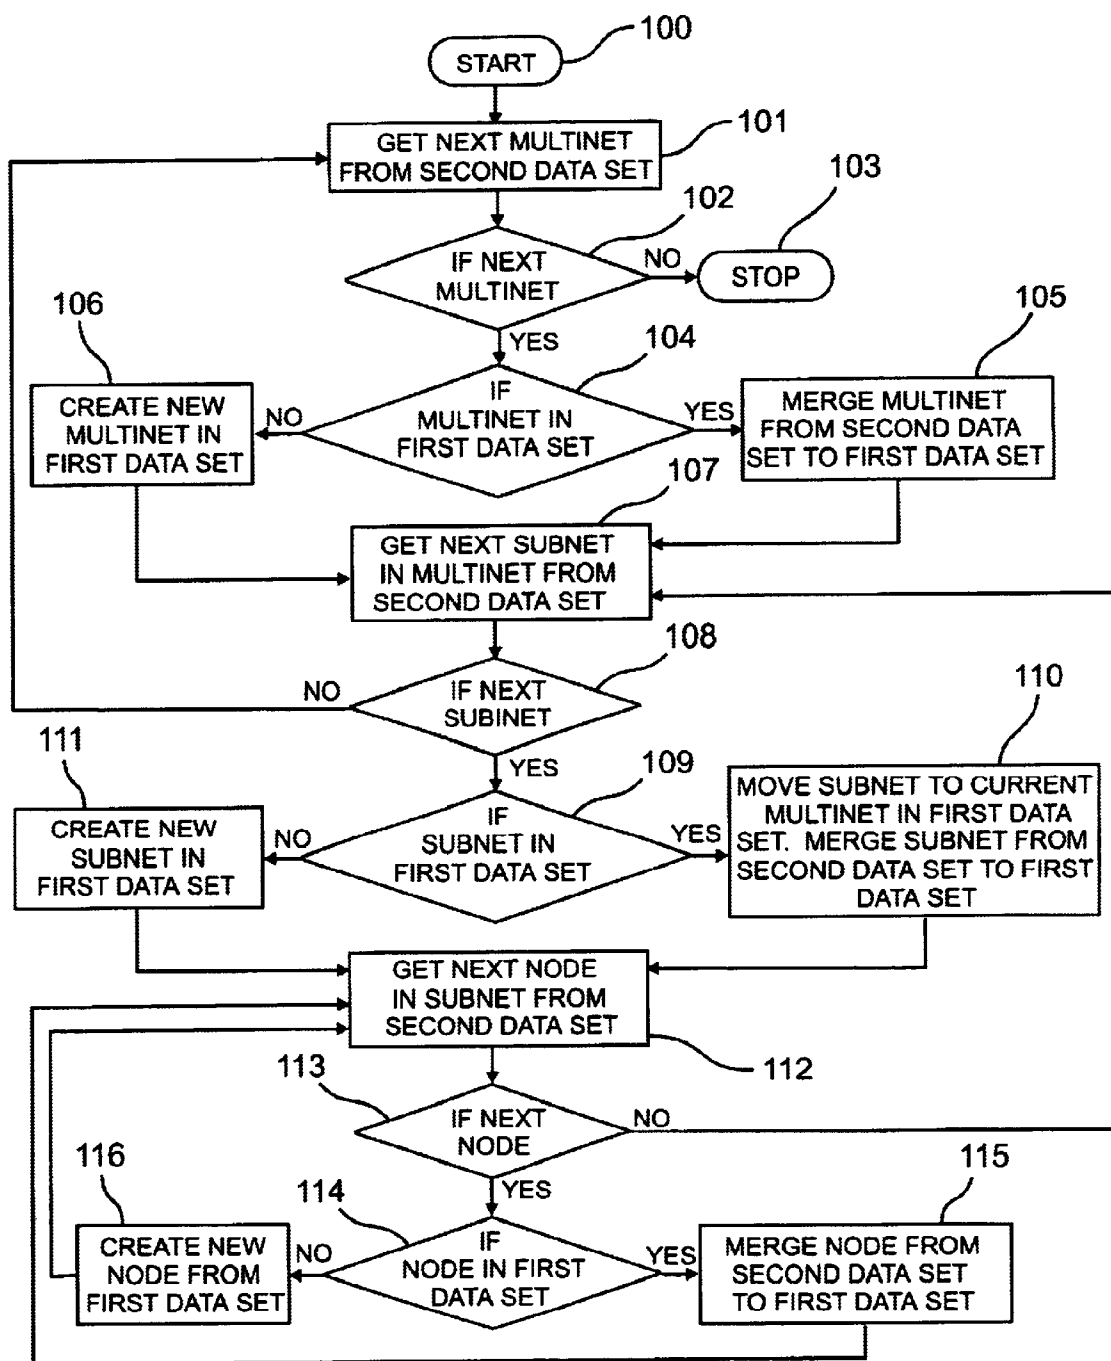 100
START
101
GET NEXT MULTINET
FROM SECOND DATA SET
102
103
IF NEXT
MULTINET
NO
STOP
YES
106
104
105
CREATE NEW
MULTINET IN
FIRST DATA SET
NO
IF
MULTINET IN
FIRST DATA SET
YES
MERGE MULTINET
FROM SECOND DATA
SET TO FIRST DATA SET
107
GET NEXT SUBNET
IN MULTINET FROM
SECOND DATA SET
108
NO
IF NEXT
SUBINET
110
111
YES
109
CREATE NEW
SUBNET IN
FIRST DATA SET
NO
IF
SUBNET IN
FIRST DATA SET
YES
MOVE SUBNET TO CURRENT
MULTINET IN FIRST DATA
SET. MERGE SUBNET FROM
SECOND DATA SET TO FIRST
DATA SET
GET NEXT NODE
IN SUBNET FROM
SECOND DATA SET
112
113
IF NEXT
NODE
NO
116
YES
115
114
CREATE NEW
NODE FROM
FIRST DATA SET
NO
IF
NODE IN FIRST
DATA SET
YES
MERGE NODE FROM
SECOND DATA SET
TO FIRST DATA SET